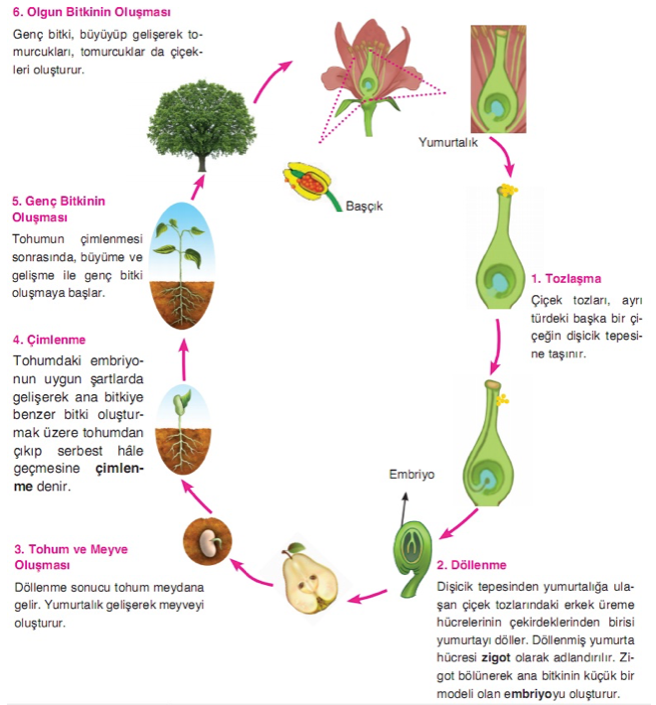 6. Olgun Bitkinin Oluşması
Genç bitki, büyüyüp gelişerek to-
murcukları, tomurcuklar da çiçek-
leri oluşturur.
Yumurtalık
Başçık
1. Tozlaşma
Çiçek tozları, ayrı
türdeki başka bir çi-
çeğin dişicik tepesi-
ne taşınır.
Embriyo
2. Döllenme
Dişicik tepesinden yumurtalığa ula-
şan çiçek tozlarındaki erkek üreme
hücrelerinin çekirdeklerinden birisi
yumurtayı döller. Döllenmiş yumurta
hücresi zigot olarak adlandırılır. Zi-
got bölünerek ana bitkinin küçük bir
modeli olan embriyoyu oluşturur.
3. Tohum ve Meyve
Oluşması
Döllenme sonucu tohum meydana
gelir. Yumurtalık gelişerek meyveyi
oluşturur.
4. Çimlenme
Tohumdaki embriyo-
nun uygun şartlarda
gelişerek ana bitkiye
benzer bitki oluştur-
mak üzere tohumdan
çıkıp serbest hâle
geçmesine çimlen-
me denir.
5. Genç Bitkinin
Oluşması
Tohumun çimlenmesi
sonrasında, büyüme ve
gelişme ile genç bitki
oluşmaya başlar.